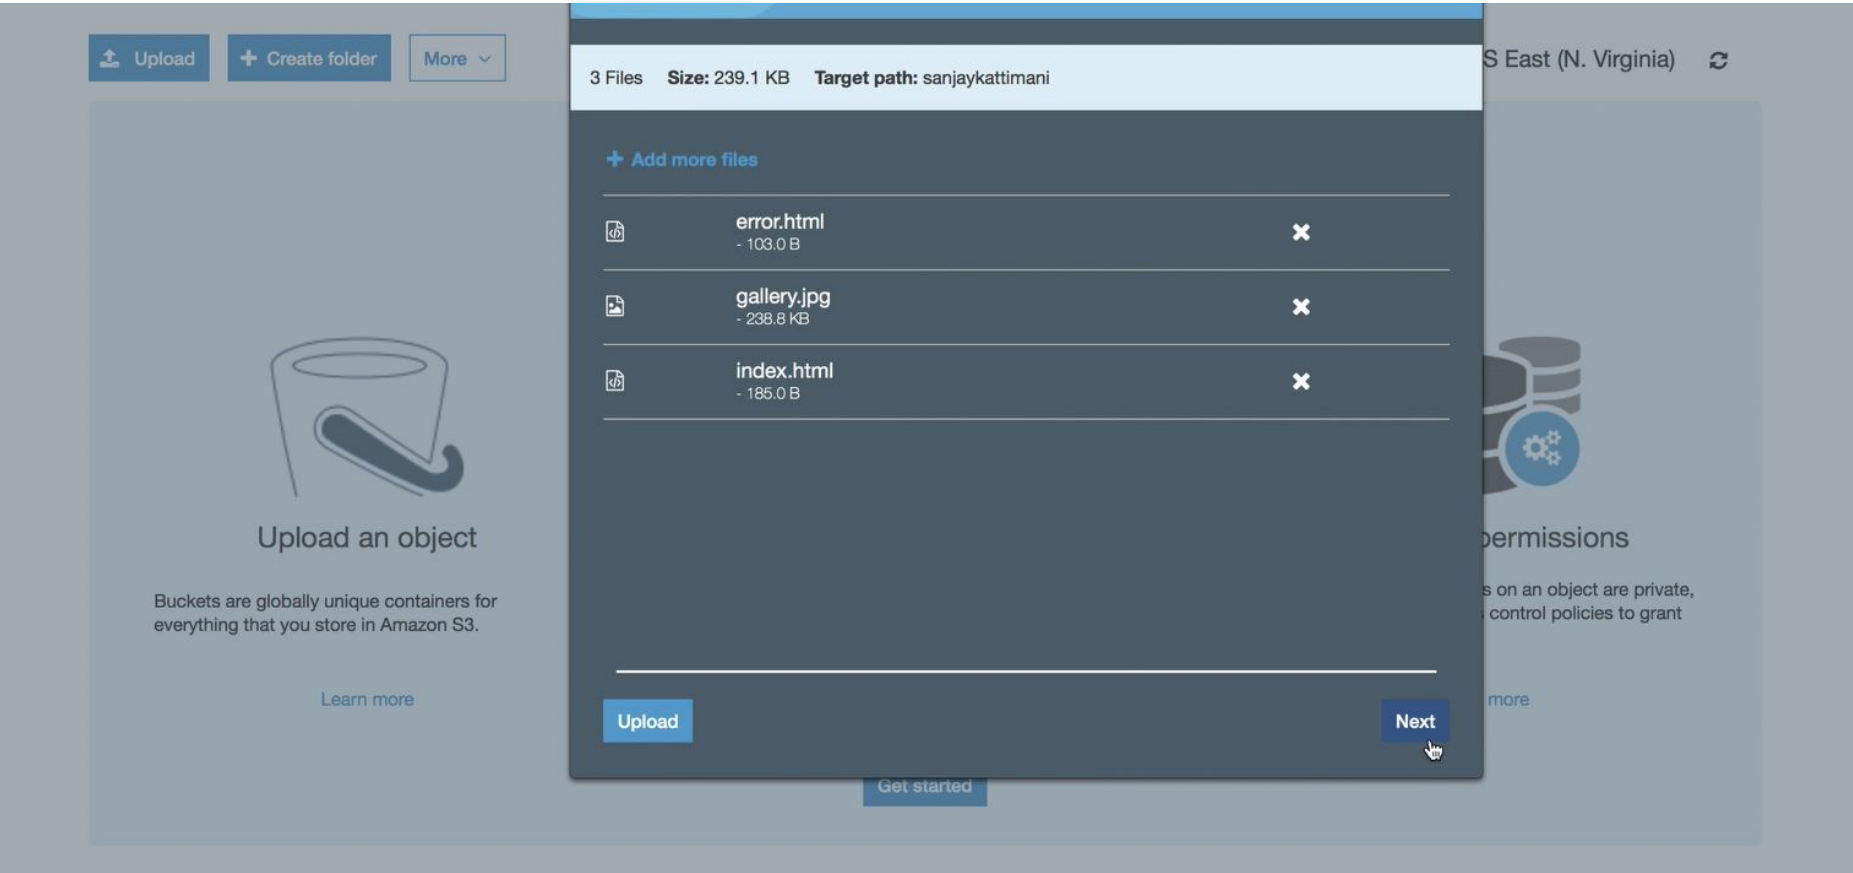 Upload
Create folder
More
S East (N. Virginia)
3 Files Size: 239.1 KB Target path: sanjaykattimani
Add more files
error.html
- 103.0 B
gallery.jpg
- 238.8 KB
index.html
- 185.0 B
Upload
Next
Upload an object
Buckets are globally unique containers for
everything that you store in Amazon S3.
Learn more
permissions
s on an object are private,
control policies to grant
more
Get started